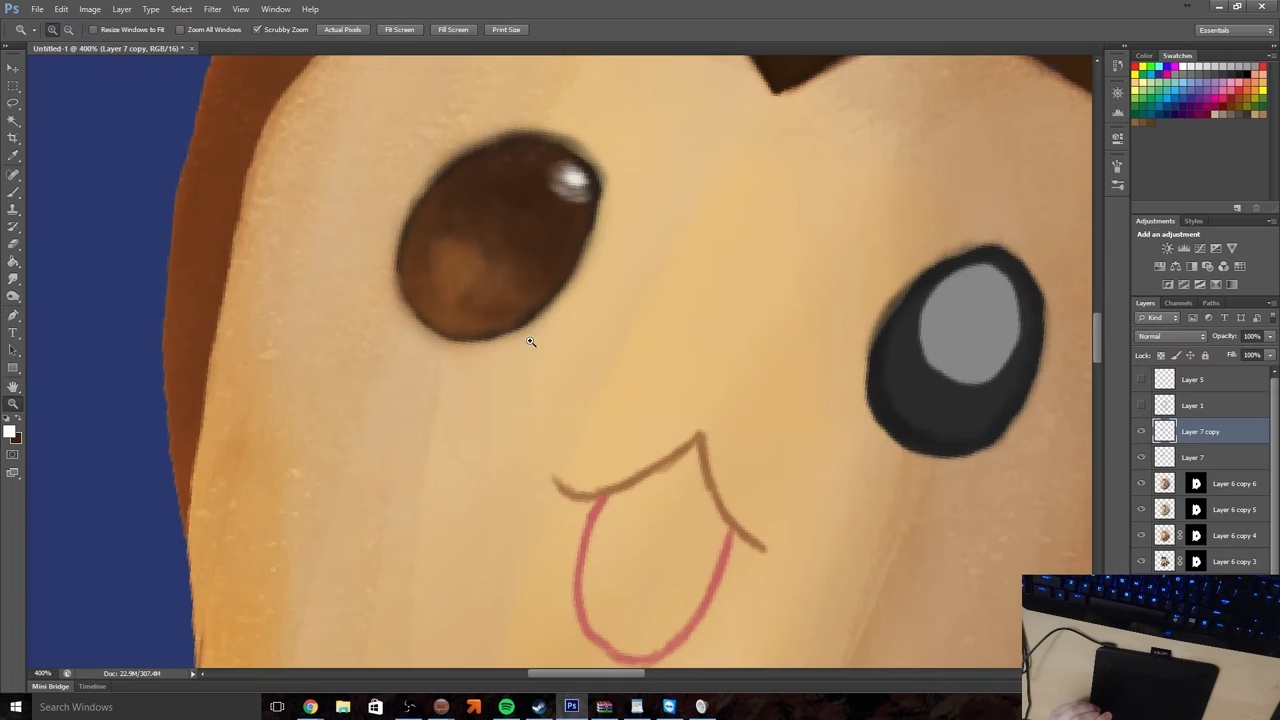 Ps File Edit Image Layer Type Select Filter View Window Help
Resize Windows to Fit Zoom All Windows Scrubby Zoom Actual Pixels Fit Screen Fill Screen Print Size Essentials
Untitled-1 @ 400% (Layer 7 copy, RGB/16) * ×
Color Swatches
Adjustments Styles
Add an adjustment
Layers Channels Paths
Kind
Normal Opacity: 100%
Lock: Fill: 100%
Layer 5
Layer 1
Layer 7 copy
Layer 7
Layer 6 copy 6
Layer 6 copy 5
Layer 6 copy 4
Layer 6 copy 3
400% Doc: 22.9M/307.4M
Mini Bridge Timeline
Search Windows